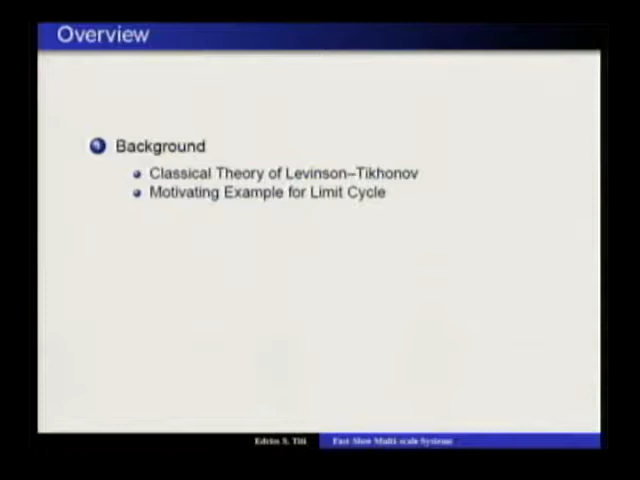 Overview
Background
Classical Theory of Levinson–Tikhonov
Motivating Example for Limit Cycle
Edriss S. Titi
Fast Slow Multi-scale Systems